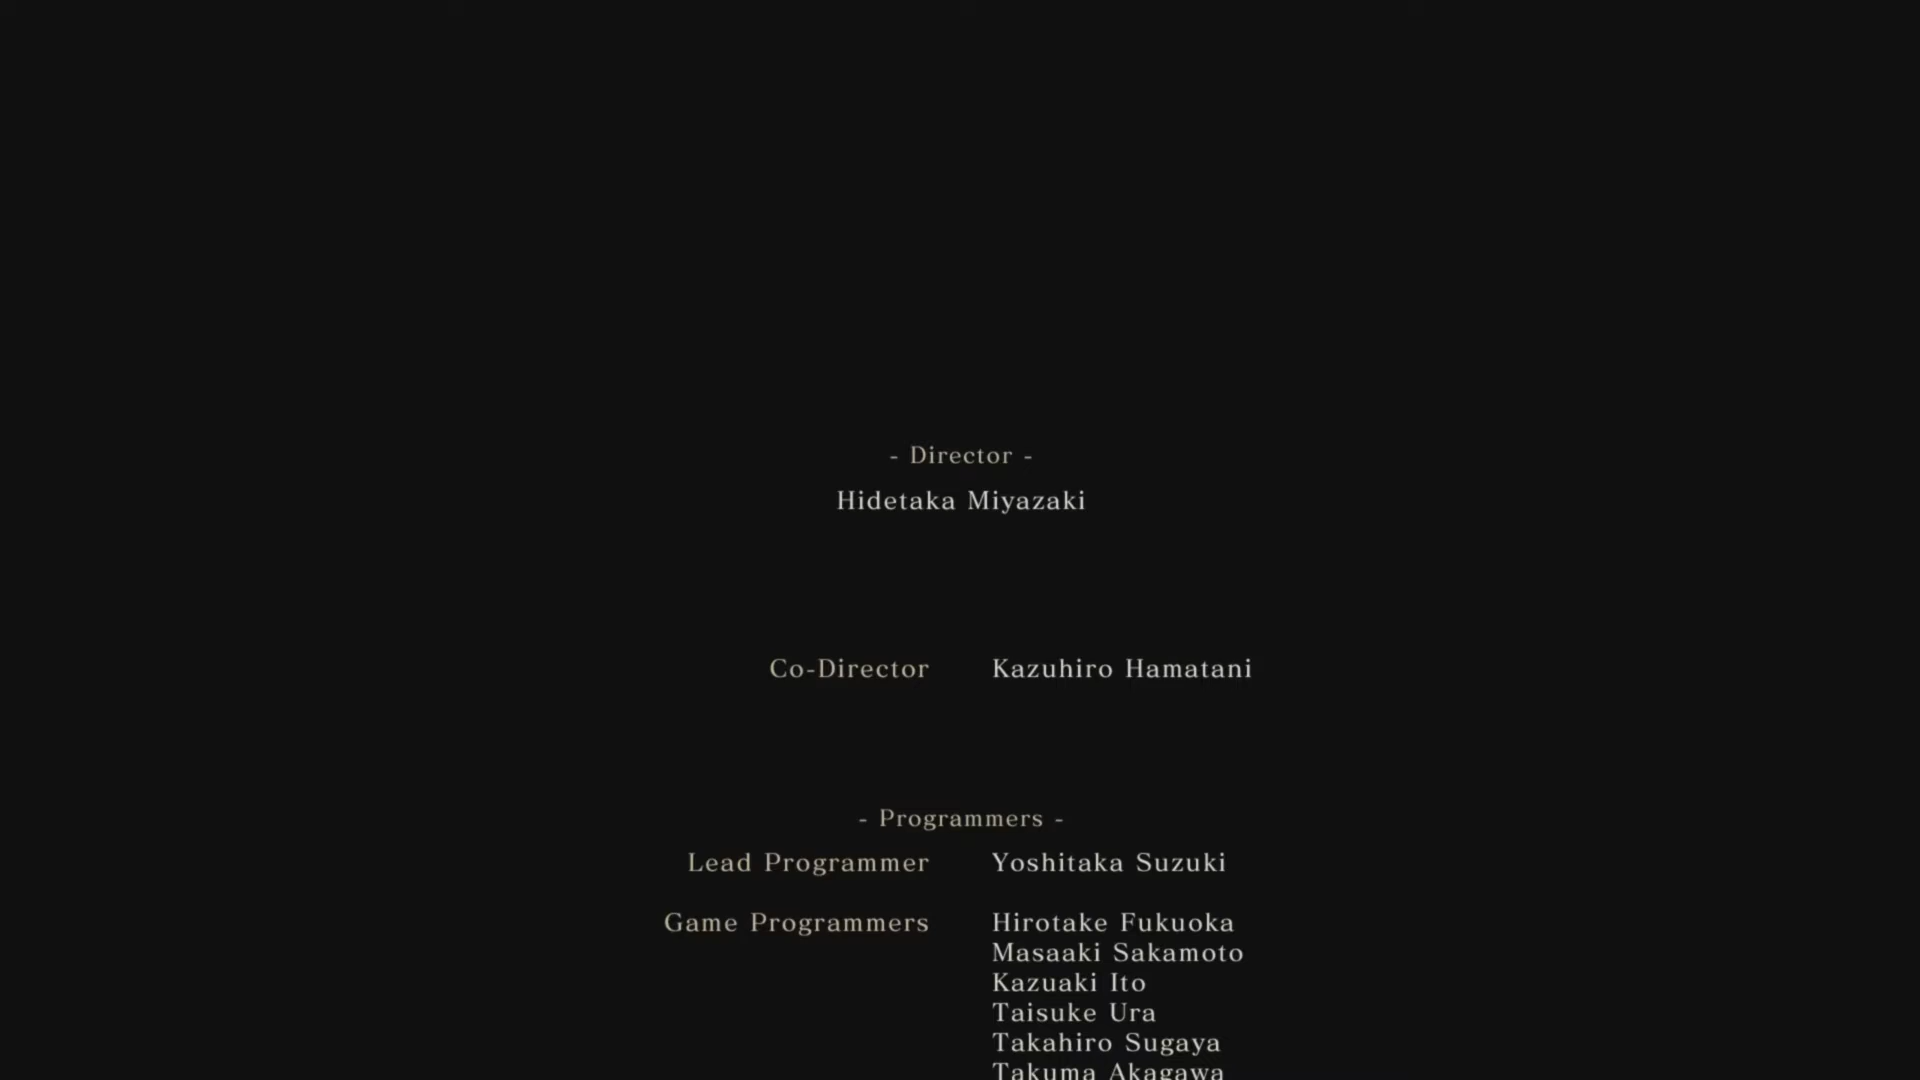 - Director -
Hidetaka Miyazaki
Co-Director Kazuhiro Hamatani
- Programmers -
Lead Programmer Yoshitaka Suzuki
Game Programmers Hirotake Fukuoka
Masaaki Sakamoto
Kazuaki Ito
Taisuke Ura
Takahiro Sugaya
Takuma Akagawa